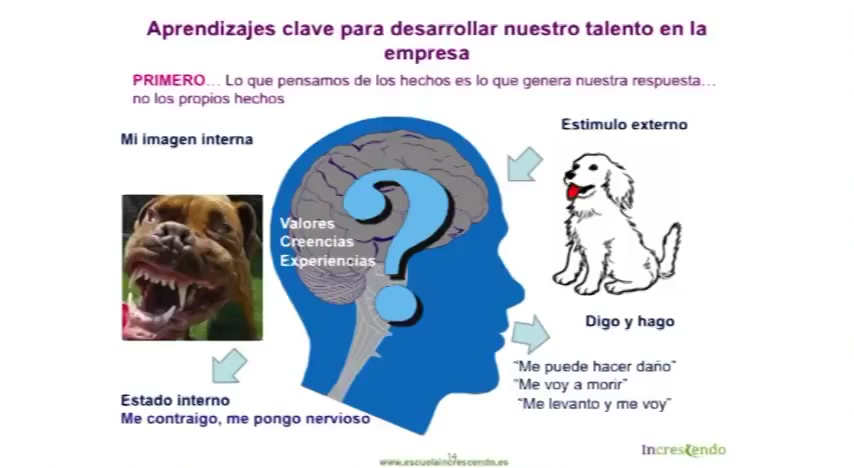 Aprendizajes clave para desarrollar nuestro talento en la
empresa
PRIMERO... Lo que pensamos de los hechos es lo que genera nuestra respuesta...
no los propios hechos
Mi imagen interna
Estimulo externo
Valores
Creencias
Experiencias
?
Digo y hago
"Me puede hacer daño"
"Me voy a morir"
"Me levanto y me voy"
Estado interno
Me contraigo, me pongo nervioso
14
www.escuelaincrescendo.es
Increscendo